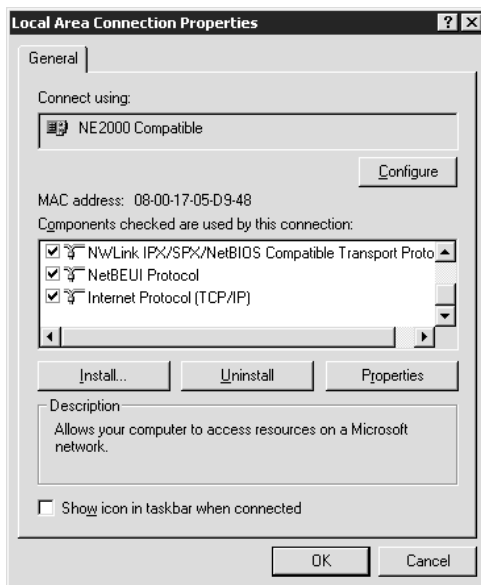 Local Area Connection Properties
General
Connect using:
NE2000 Compatible
Configure
MAC address: 08-00-17-05-D9-48
Components checked are used by this connection:
NWLink IPX/SPX/NetBIOS Compatible Transport Proto
NetBEUI Protocol
Internet Protocol (TCP/IP)
Install... Uninstall Properties
Description
Allows your computer to access resources on a Microsoft
network.
Show icon in taskbar when connected
OK Cancel